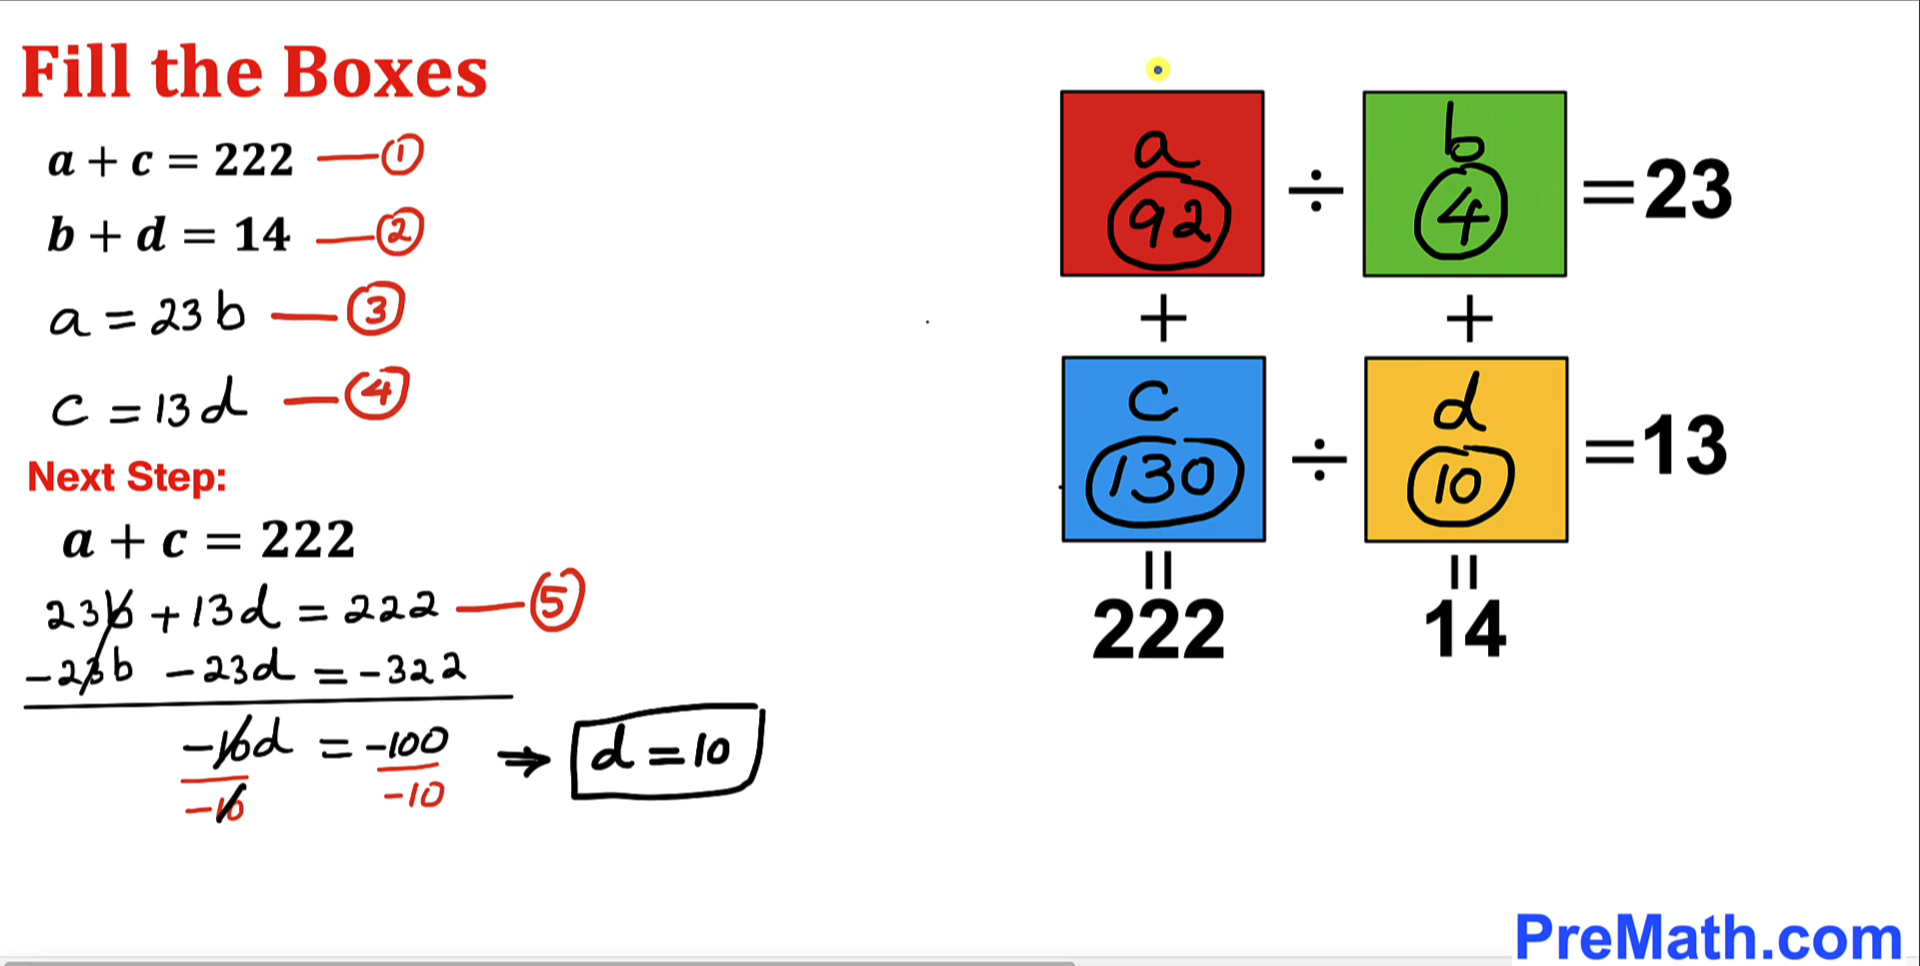 Fill the Boxes
a + c = 222 —①
b + d = 14 —②
a = 23b —③
c = 13d —④
Next Step:
a + c = 222
23b + 13d = 222 —⑤
-23b -23d = -322
-10d = -100 ⇒ d = 10
-10 -10
a ÷ b = 23
92 4
+ +
c ÷ d = 13
130 10
= =
222 14
PreMath.com